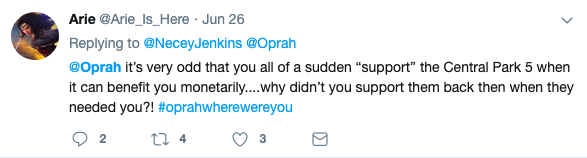 Arie @Arie_Is_Here · Jun 26
Replying to @NeceyJenkins @Oprah
@Oprah it's very odd that you all of a sudden “support” the Central Park 5 when
it can benefit you monetarily....why didn't you support them back then when they
needed you?! #oprahwherewereyou
2 4 3